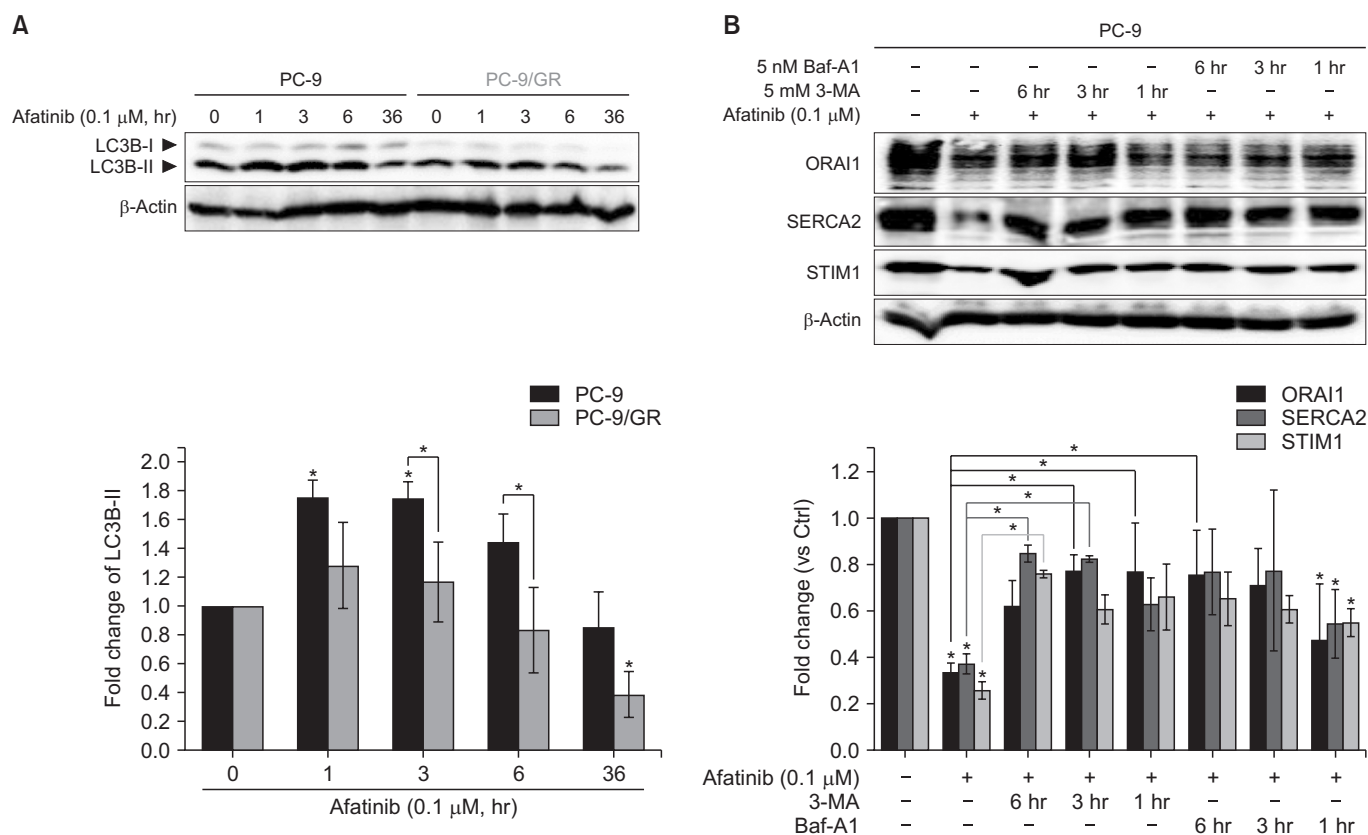 A
PC-9 PC-9/GR
Afatinib (0.1 μM, hr) 0 1 3 6 36 0 1 3 6 36
LC3B-I
LC3B-II
β-Actin
PC-9
PC-9/GR
Fold change of LC3B-II
2.0
1.8
1.6
1.4
1.2
1.0
0.8
0.6
0.4
0.2
0.0
* * * * *
0 1 3 6 36
Afatinib (0.1 μM, hr)
B
PC-9
5 nM Baf-A1 – – – – – 6 hr 3 hr 1 hr
5 mM 3-MA – – 6 hr 3 hr 1 hr – – –
Afatinib (0.1 μM) – + + + + + + +
ORAI1
SERCA2
STIM1
β-Actin
ORAI1
SERCA2
STIM1
Fold change (vs Ctrl)
1.2
1.0
0.8
0.6
0.4
0.2
0.0
*
*
*
*
*
* * *
* * *
Afatinib (0.1 μM) – + + + + + + +
3-MA 6 hr 3 hr 1 hr
Baf-A1 6 hr 3 hr 1 hr